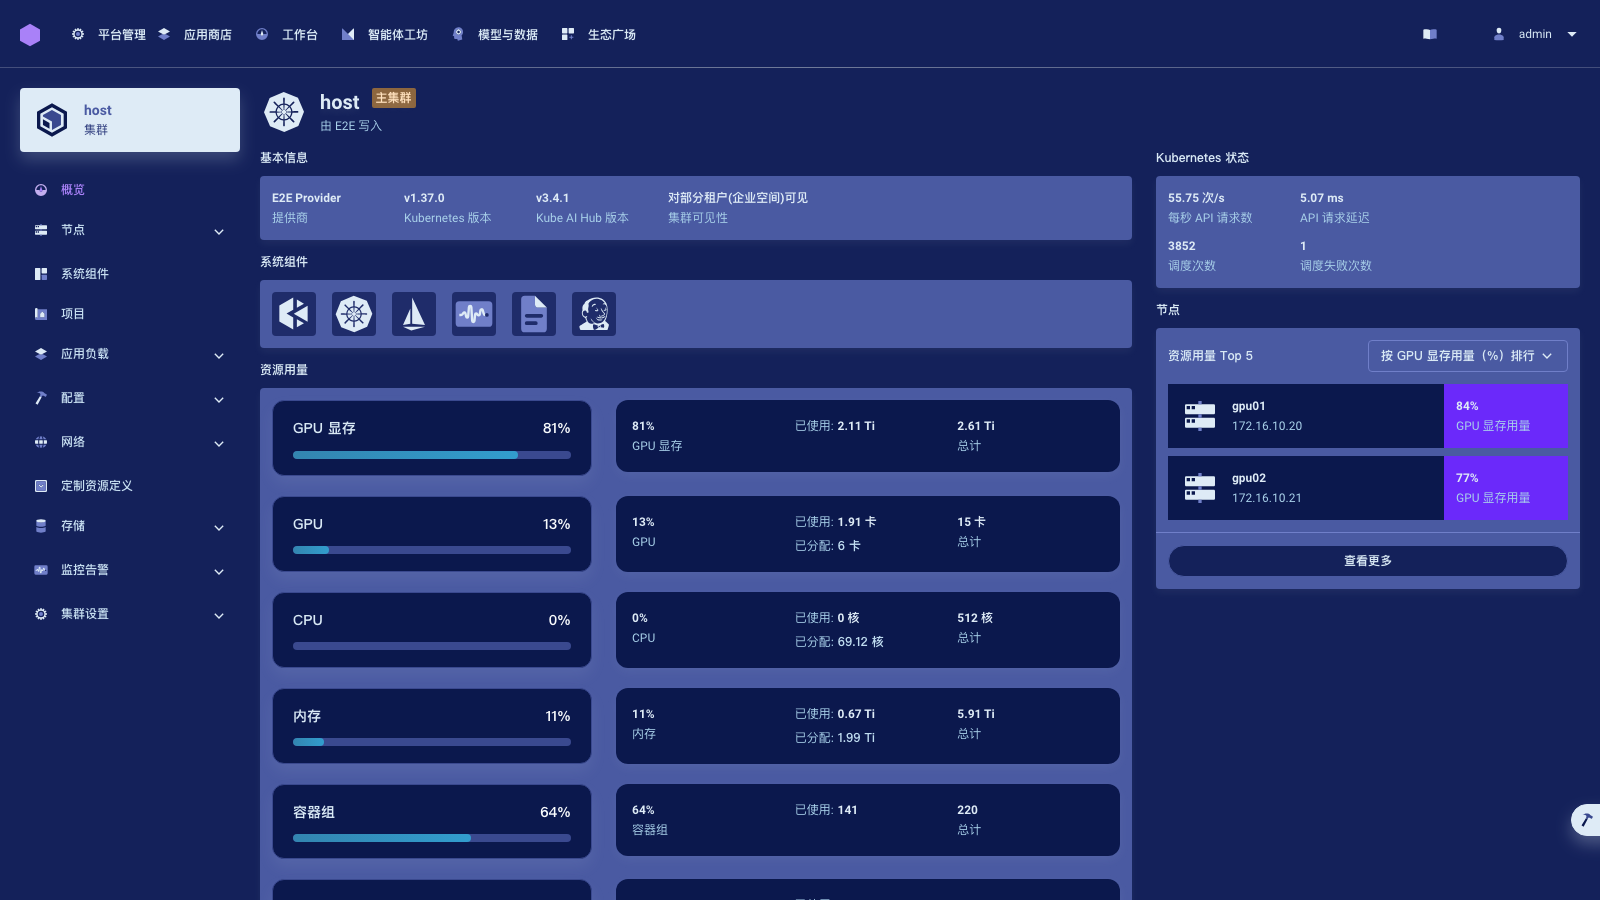 平台管理
应用商店
工作台
智能体工坊
模型与数据
生态广场
admin
host
集群
概览
节点
系统组件
项目
应用负载
配置
网络
定制资源定义
存储
监控告警
集群设置
host
主集群
由 E2E 写入
基本信息
E2E Provider
提供商
v1.37.0
Kubernetes 版本
v3.4.1
Kube AI Hub 版本
对部分租户(企业空间)可见
集群可见性
系统组件
资源用量
GPU 显存 81%
81%
GPU 显存
已使用: 2.11 Ti
2.61 Ti
总计
GPU 13%
13%
GPU
已使用: 1.91 卡
已分配: 6 卡
15 卡
总计
CPU 0%
0%
CPU
已使用: 0 核
已分配: 69.12 核
512 核
总计
内存 11%
11%
内存
已使用: 0.67 Ti
已分配: 1.99 Ti
5.91 Ti
总计
容器组 64%
64%
容器组
已使用: 141
220
总计
Kubernetes 状态
55.75 次/s
每秒 API 请求数
5.07 ms
API 请求延迟
3852
调度次数
1
调度失败次数
节点
资源用量 Top 5
按 GPU 显存用量（%）排行
gpu01
172.16.10.20
84%
GPU 显存用量
gpu02
172.16.10.21
77%
GPU 显存用量
查看更多